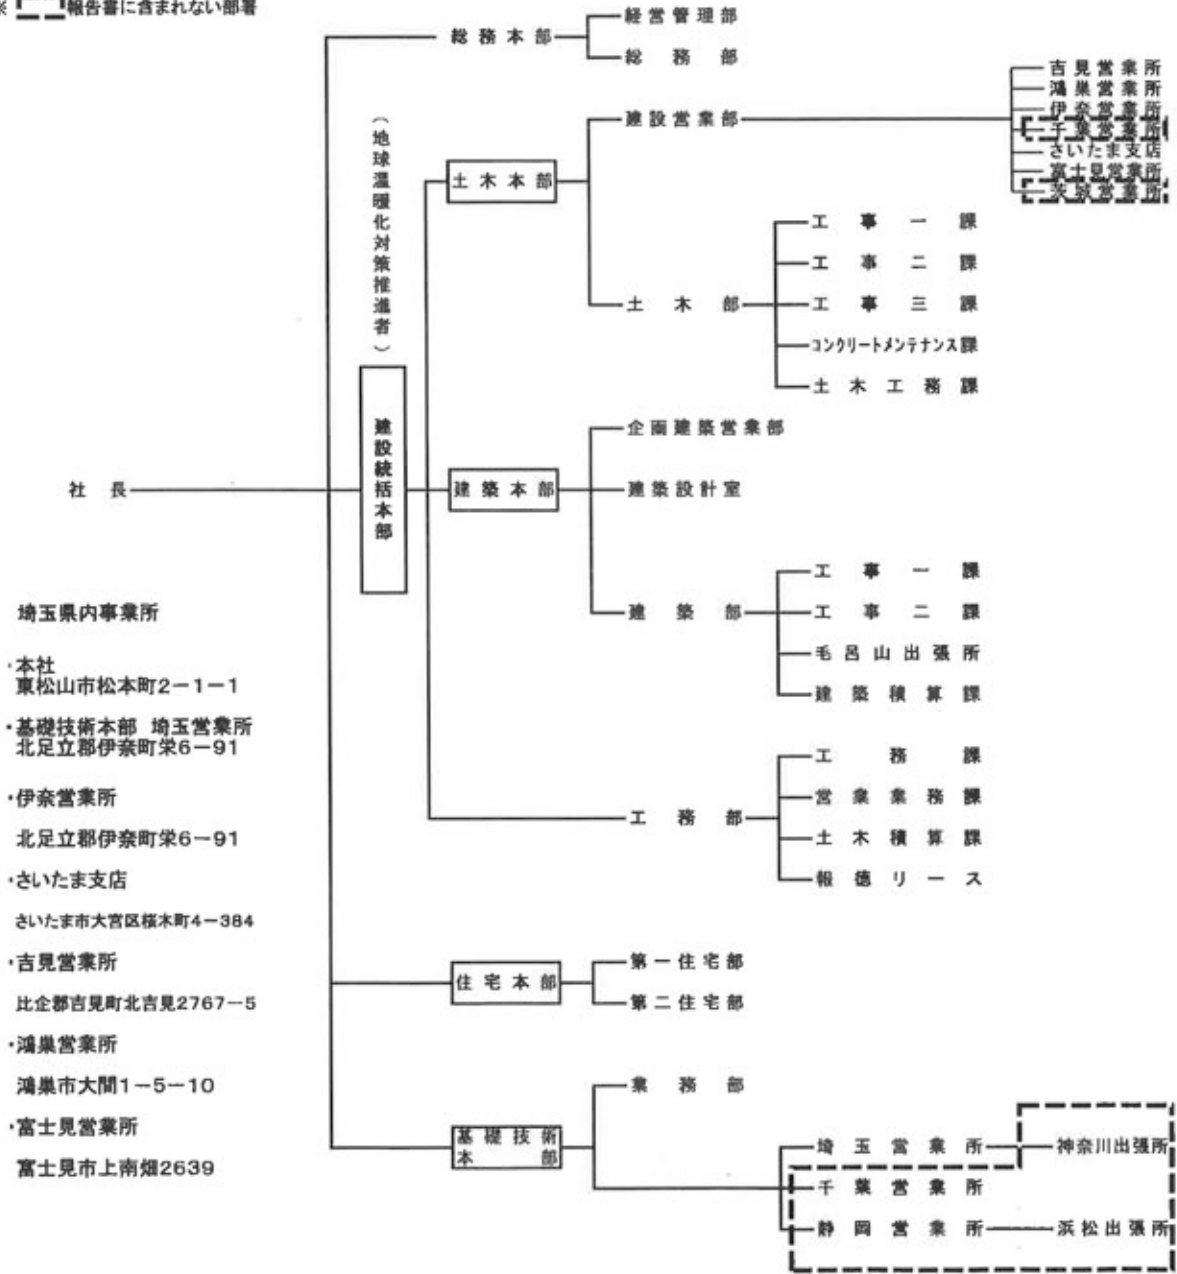 ※ 報告書に含まれない部署
総務本部
経営管理部
総務部
建設営業部
吉見営業所
鴻巣営業所
伊奈営業所
千葉営業所
さいたま支店
富士見営業所
茨城営業所
(地球温暖化対策推進者)
土木本部
土木部
工事一課
工事二課
工事三課
コンクリートメンテナンス課
土木工務課
社長
建設統括本部
建築本部
企画建築営業部
建築設計室
建築部
工事一課
工事二課
毛呂山出張所
建築積算課
工務部
工務課
営業業務課
土木積算課
報徳リース
住宅本部
第一住宅部
第二住宅部
基礎技術
本部
業務部
埼玉営業所
神奈川出張所
千葉営業所
静岡営業所
浜松出張所
埼玉県内事業所
・本社
東松山市松本町2-1-1
・基礎技術本部 埼玉営業所
北足立郡伊奈町栄6-91
・伊奈営業所
北足立郡伊奈町栄6-91
・さいたま支店
さいたま市大宮区桜木町4-384
・吉見営業所
比企郡吉見町北吉見2767-5
・鴻巣営業所
鴻巣市大間1-5-10
・富士見営業所
富士見市上南畑2639